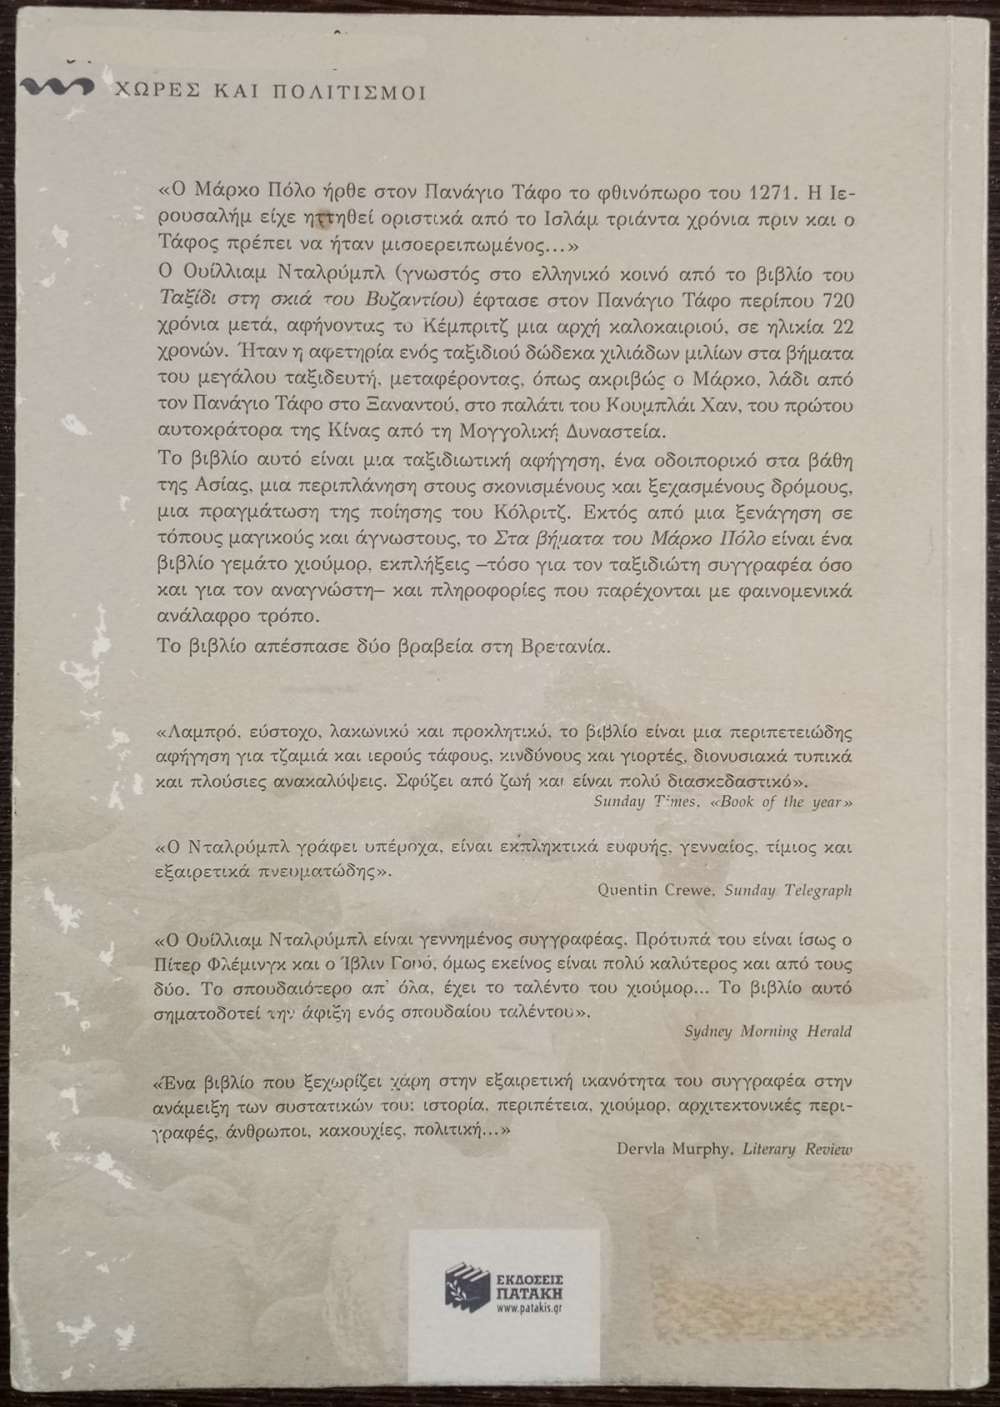 ΧΩΡΕΣ ΚΑΙ ΠΟΛΙΤΙΣΜΟΙ
«Ο Μάρκο Πόλο ήρθε στον Πανάγιο Τάφο το φθινόπωρο του 1271. Η Ιε-
ρουσαλήμ είχε ηττηθεί οριστικά από το Ισλάμ τριάντα χρόνια πριν και ο
Τάφος πρέπει να ήταν μισοερειπωμένος...»
Ο Ουίλλιαμ Νταλρύμπλ (γνωστός στο ελληνικό κοινό από το βιβλίο του
Ταξίδι στη σκιά του Βυζαντίου) έφτασε στον Πανάγιο Τάφο περίπου 720
χρόνια μετά, αφήνοντας το Κέμπριτζ μια αρχή καλοκαιριού, σε ηλικία 22
χρονών. Ήταν η αφετηρία ενός ταξιδιού δώδεκα χιλιάδων μιλίων στα βήματα
του μεγάλου ταξιδευτή, μεταφέροντας, όπως ακριβώς ο Μάρκο, λάδι από
τον Πανάγιο Τάφο στο Ξαναντού, στο παλάτι του Κουμπλάι Χαν, του πρώτου
αυτοκράτορα της Κίνας από τη Μογγολική Δυναστεία.
Το βιβλίο αυτό είναι μια ταξιδιωτική αφήγηση, ένα οδοιπορικό στα βάθη
της Ασίας, μια περιπλάνηση στους σκονισμένους και ξεχασμένους δρόμους,
μια πραγμάτωση της ποίησης του Κόλριτζ. Εκτός από μια ξενάγηση σε
τόπους μαγικούς και άγνωστους, το Στα βήματα του Μάρκο Πόλο είναι ένα
βιβλίο γεμάτο χιούμορ, εκπλήξεις –τόσο για τον ταξιδιώτη συγγραφέα όσο
και για τον αναγνώστη– και πληροφορίες που παρέχονται με φαινομενικά
ανάλαφρο τρόπο.
Το βιβλίο απέσπασε δύο βραβεία στη Βρετανία.
«Λαμπρό, εύστοχο, λακωνικό και προκλητικό, το βιβλίο είναι μια περιπετειώδης
αφήγηση για τζαμιά και ιερούς τάφους, κινδύνους και γιορτές, διονυσιακά τυπικά
και πλούσιες ανακαλύψεις. Σφύζει από ζωή και είναι πολύ διασκεδαστικό».
Sunday Times, «Book of the year»
«Ο Νταλρύμπλ γράφει υπέροχα, είναι εκπληκτικά ευφυής, γενναίος, τίμιος και
εξαιρετικά πνευματώδης».
Quentin Crewe, Sunday Telegraph
«Ο Ουίλλιαμ Νταλρύμπλ είναι γεννημένος συγγραφέας. Πρότυπά του είναι ίσως ο
Πίτερ Φλέμινγκ και ο Ίβλιν Γουό, όμως εκείνος είναι πολύ καλύτερος και από τους
δύο. Το σπουδαιότερο απ' όλα, έχει το ταλέντο του χιούμορ... Το βιβλίο αυτό
σηματοδοτεί την άφιξη ενός σπουδαίου ταλέντου».
Sydney Morning Herald
«Ένα βιβλίο που ξεχωρίζει χάρη στην εξαιρετική ικανότητα του συγγραφέα στην
ανάμειξη των συστατικών του: ιστορία, περιπέτεια, χιούμορ, αρχιτεκτονικές περι-
γραφές, άνθρωποι, κακουχίες, πολιτική...»
Dervla Murphy, Literary Review
ΕΚΔΟΣΕΙΣ
ΠΑΤΑΚΗ
www.patakis.gr